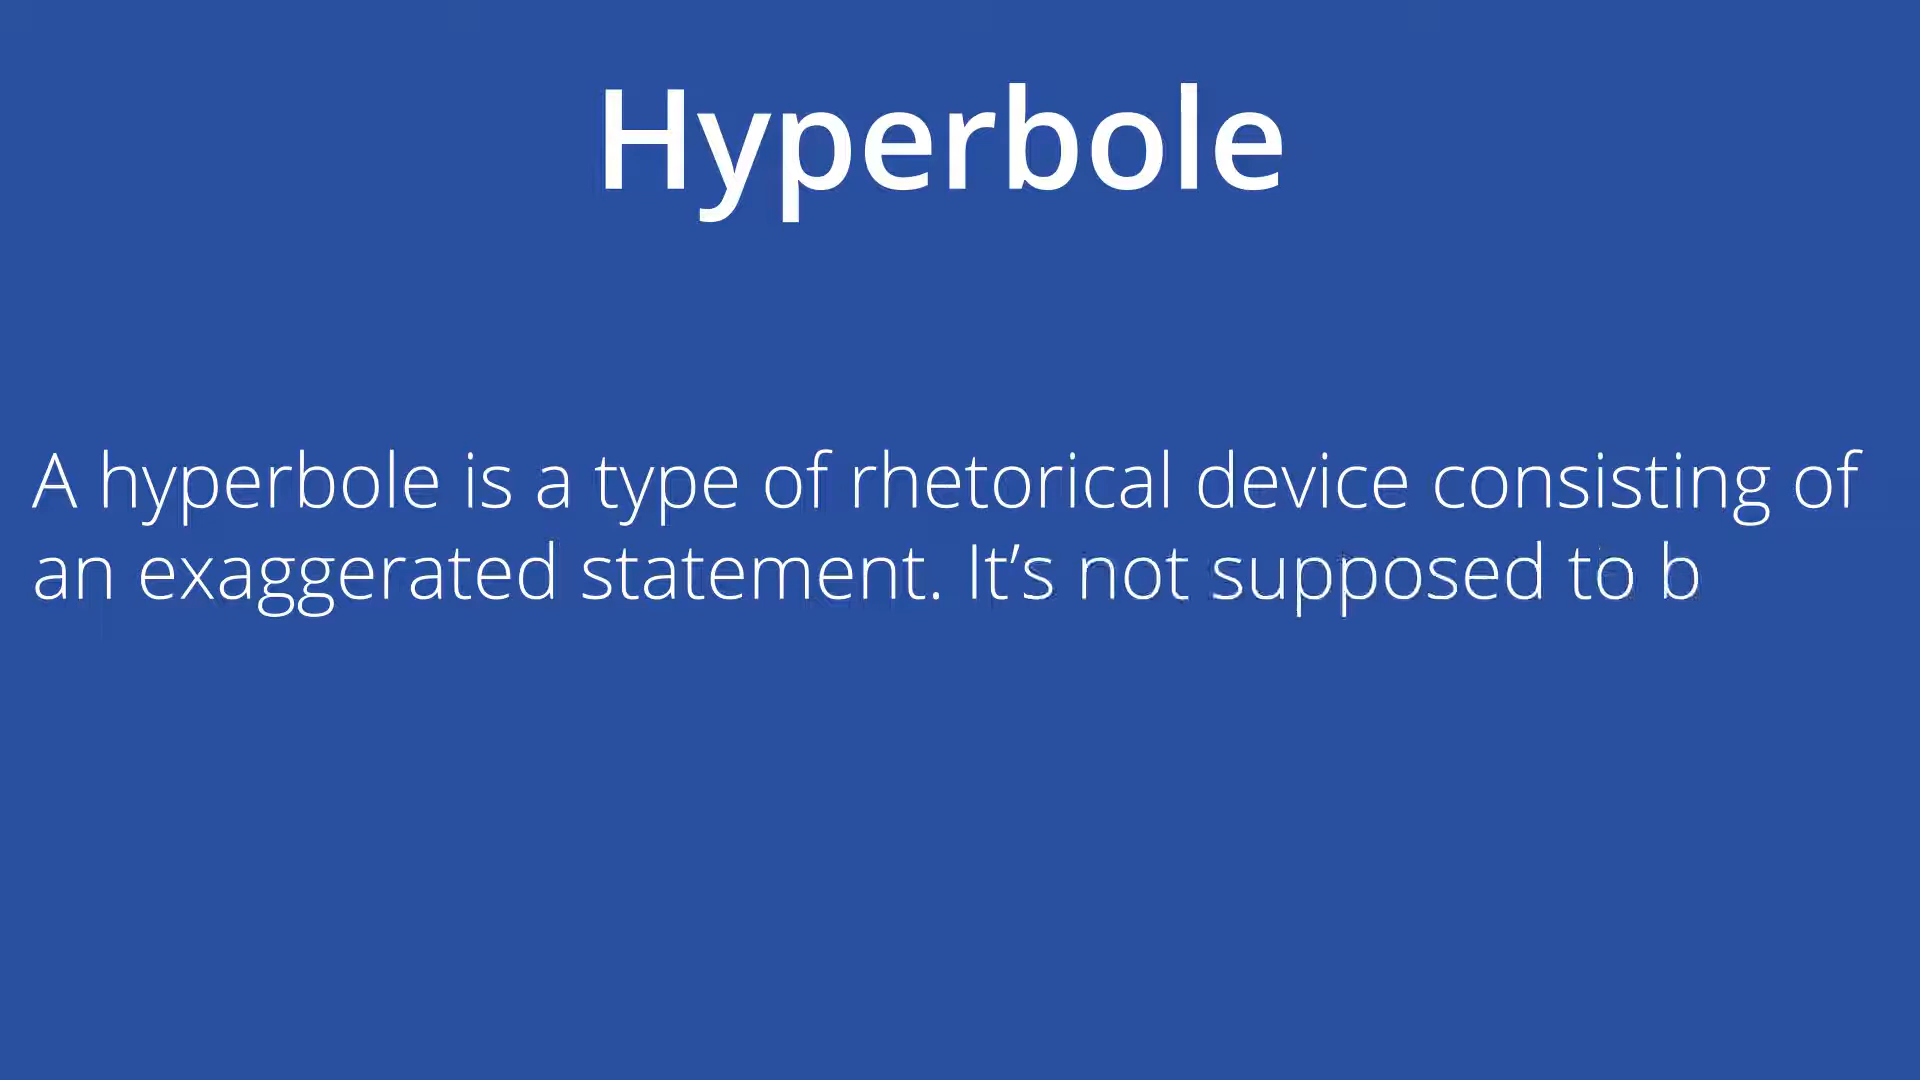 Hyperbole
A hyperbole is a type of rhetorical device consisting of
an exaggerated statement. It’s not supposed to b